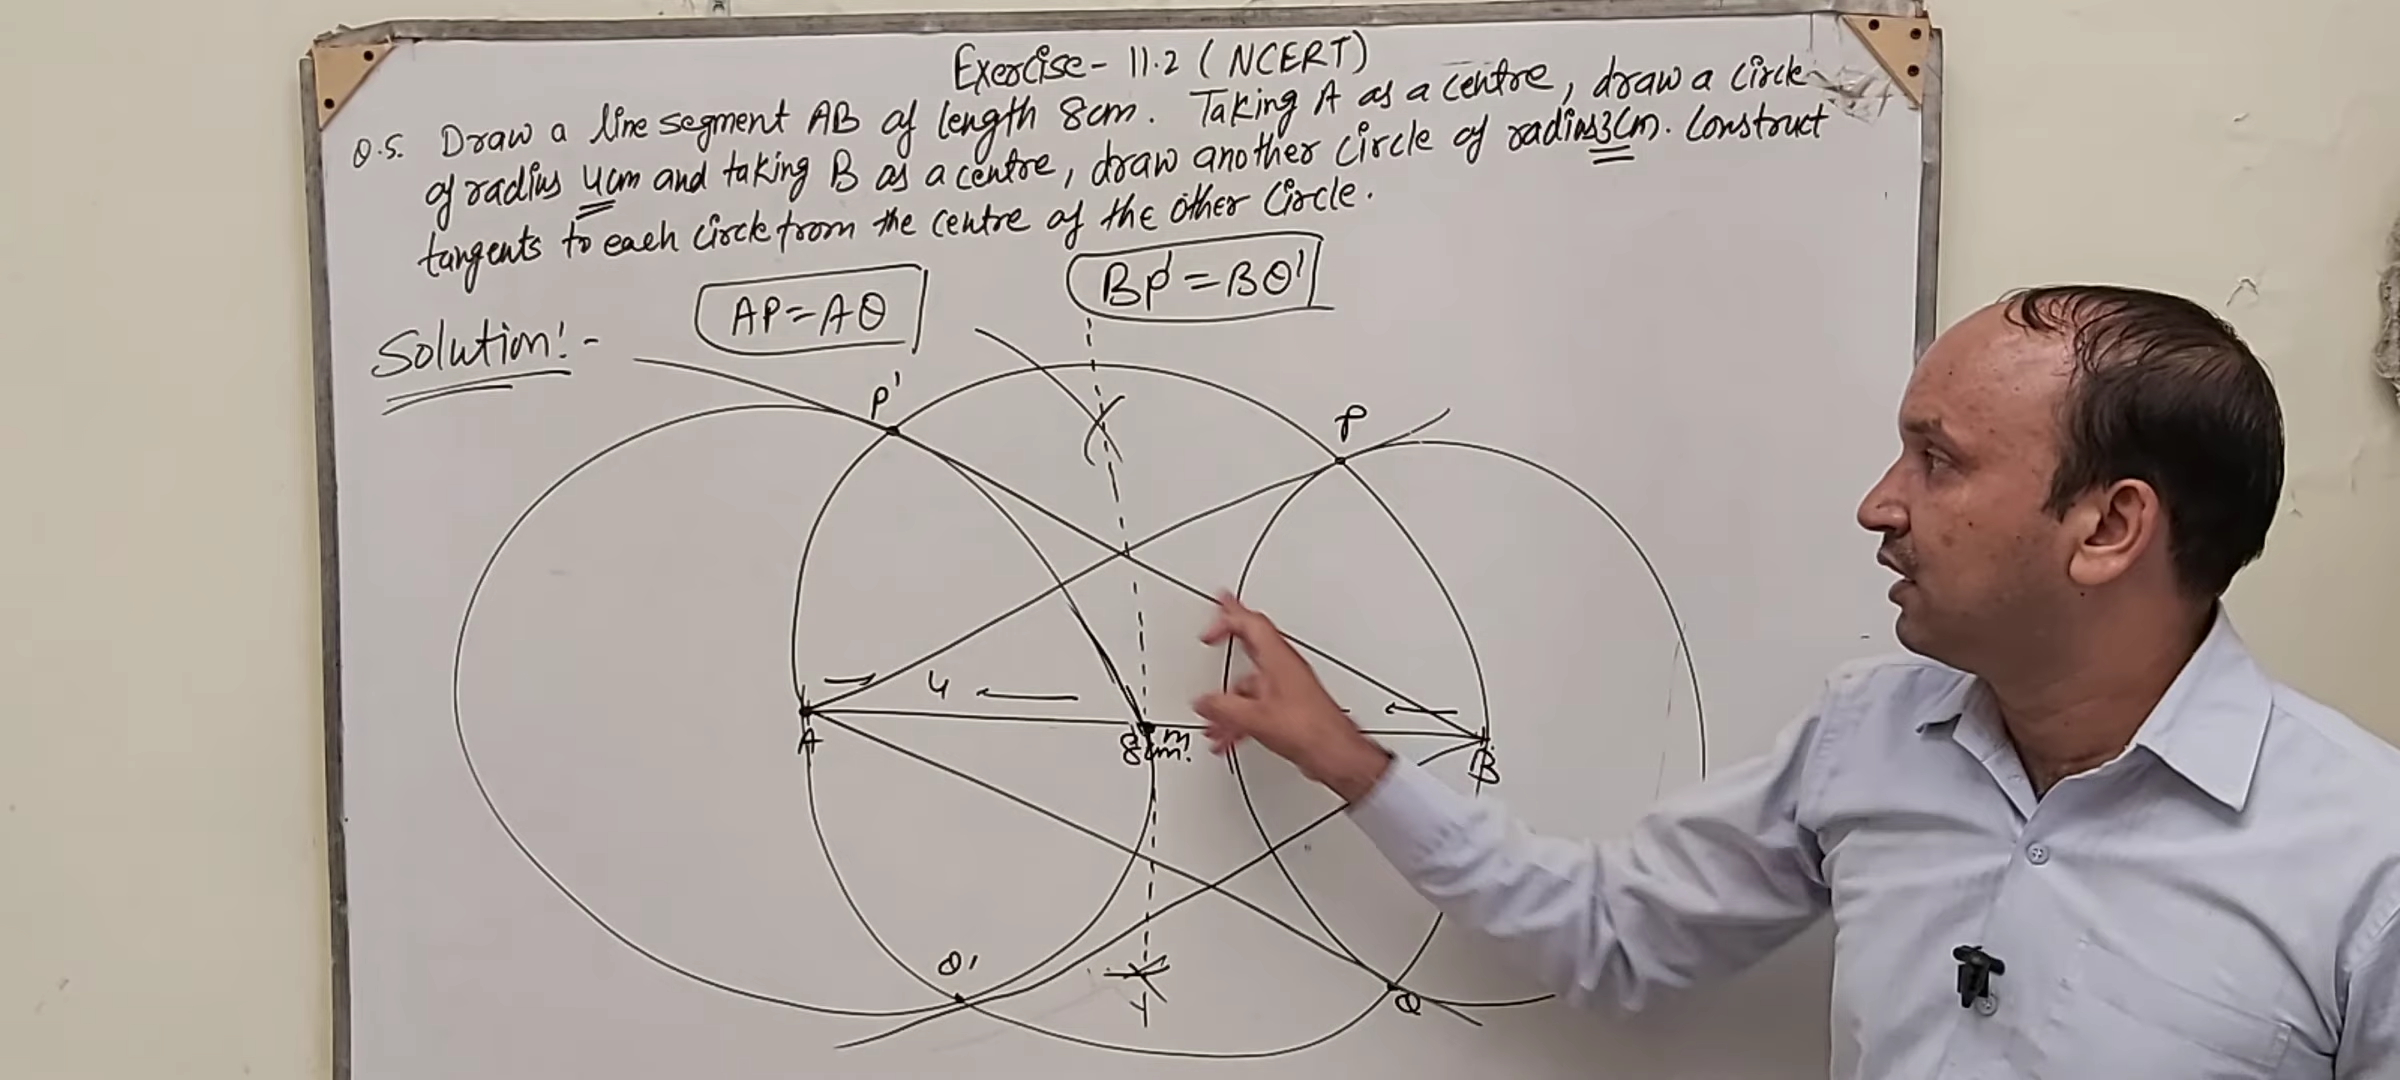 Exercise - 11.2 (NCERT)
Q.5. Draw a line segment AB of length 8cm. Taking A as a centre, draw a circle
of radius 4cm and taking B as a centre, draw another circle of radius 3cm. Construct
tangents to each circle from the centre of the other circle.
AP=AQ
BP'=BQ'
Solution:-
P'
P
4
A
M
8cm.
B
Q'
Q
Y